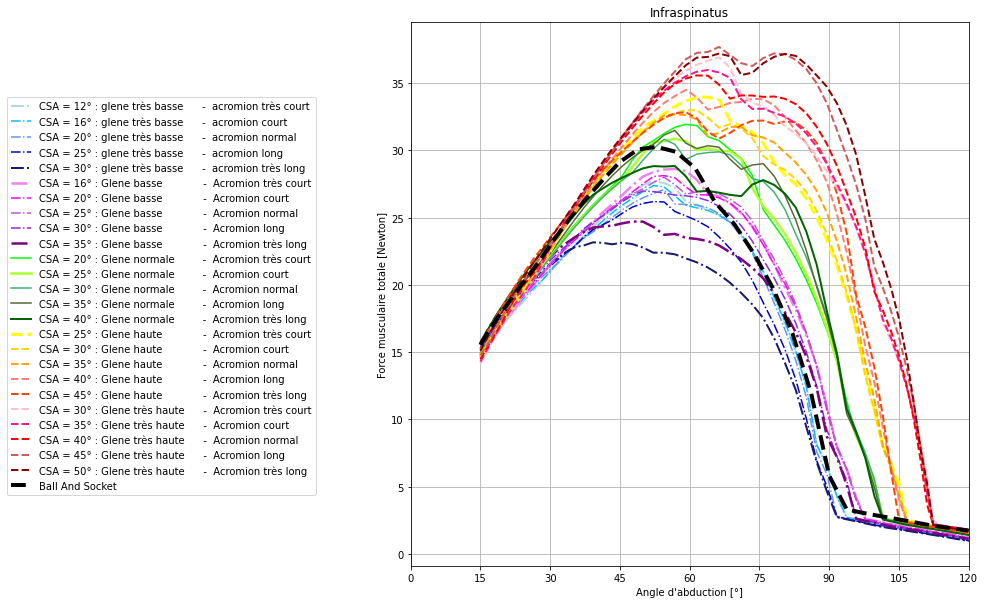 Infraspinatus
CSA = 12° : glene très basse - acromion très court
CSA = 16° : glene très basse - acromion court
CSA = 20° : glene très basse - acromion normal
CSA = 25° : glene très basse - acromion long
CSA = 30° : glene très basse - acromion très long
CSA = 16° : Glene basse - Acromion très court
CSA = 20° : Glene basse - Acromion court
CSA = 25° : Glene basse - Acromion normal
CSA = 30° : Glene basse - Acromion long
CSA = 35° : Glene basse - Acromion très long
CSA = 20° : Glene normale - Acromion très court
CSA = 25° : Glene normale - Acromion court
CSA = 30° : Glene normale - Acromion normal
CSA = 35° : Glene normale - Acromion long
CSA = 40° : Glene normale - Acromion très long
CSA = 25° : Glene haute - Acromion très court
CSA = 30° : Glene haute - Acromion court
CSA = 35° : Glene haute - Acromion normal
CSA = 40° : Glene haute - Acromion long
CSA = 45° : Glene haute - Acromion très long
CSA = 30° : Glene très haute - Acromion très court
CSA = 35° : Glene très haute - Acromion court
CSA = 40° : Glene très haute - Acromion normal
CSA = 45° : Glene très haute - Acromion long
CSA = 50° : Glene très haute - Acromion très long
Ball And Socket
Force musculaire totale [Newton]
35
30
25
20
15
10
5
0
0 15 30 45 60 75 90 105 120
Angle d'abduction [°]